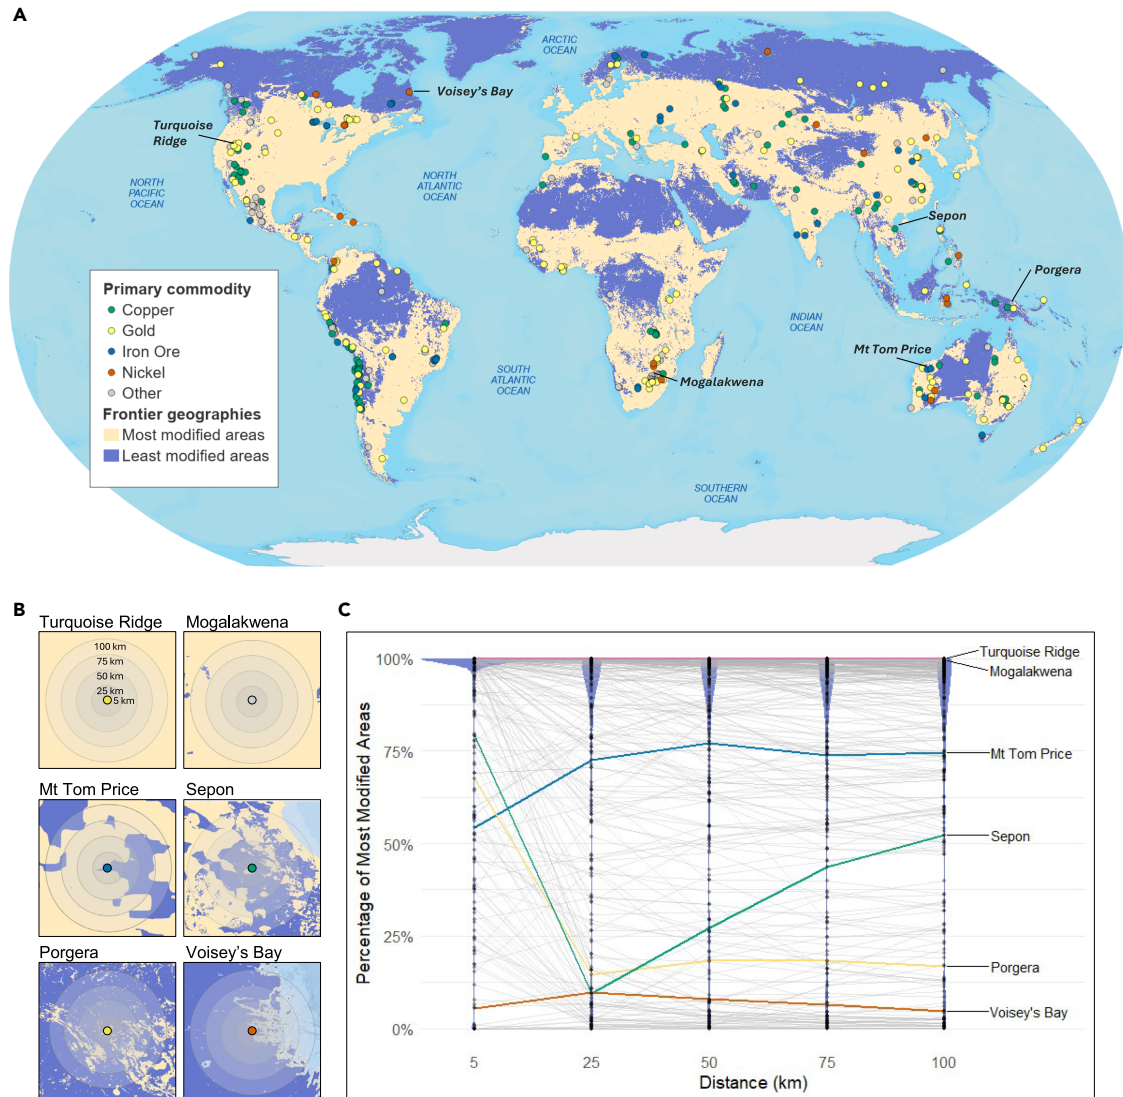 A
ARCTIC
OCEAN
Voisey's Bay
Turquoise
Ridge
NORTH
PACIFIC
OCEAN
NORTH
ATLANTIC
OCEAN
Sepon
Porgera
INDIAN
OCEAN
Mt Tom Price
SOUTH
ATLANTIC
OCEAN
Mogalakwena
SOUTHERN
OCEAN
Primary commodity
Copper
Gold
Iron Ore
Nickel
Other
Frontier geographies
Most modified areas
Least modified areas
B
Turquoise Ridge
Mogalakwena
100 km
75 km
50 km
25 km
5 km
Mt Tom Price
Sepon
Porgera
Voisey's Bay
C
Percentage of Most Modified Areas
100%
75%
50%
25%
0%
Turquoise Ridge
Mogalakwena
Mt Tom Price
Sepon
Porgera
Voisey's Bay
5 25 50 75 100
Distance (km)